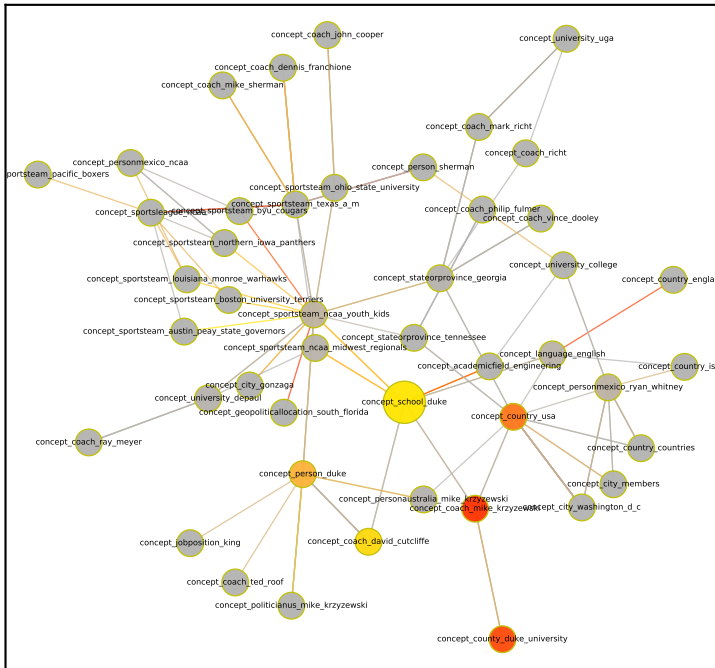 concept_coach_john_cooper
concept_university_uga
concept_coach_dennis_franchione
concept_coach_mike_sherman
concept_coach_mark_richt
concept_coach_richt
concept_personmexico_ncaa
concept_person_sherman
portsteam_pacific_boxers
concept_sportsteam_ohio_state_university
concept_sportsteam_texas_a_m
concept_sportsteam_byu_cougars
concept_coach_philip_fulmer
concept_coach_vince_dooley
concept_sportsteam_northern_iowa_panthers
concept_university_college
concept_stateorprovince_georgia
concept_country_engla
concept_sportsteam_louisiana_monroe_warhawks
concept_sportsteam_boston_university_terriers
concept_sportsteam_ncaa_youth_kids
concept_sportsteam_austin_peay_state_governors
concept_stateorprovince_tennessee
concept_sportsteam_ncaa_midwest_regionals
concept_language_english
concept_academicfield_engineering
concept_country_is
concept_city_gonzaga
concept_personmexico_ryan_whitney
concept_university_depaul
concept_school_duke
concept_geopoliticallocation_south_florida
concept_country_usa
concept_coach_ray_meyer
concept_country_countries
concept_person_duke
concept_city_members
concept_personaustralia_mike_krzyzewski
concept_coach_mike_krzyzewski
concept_city_washington_d_c
concept_jobposition_king
concept_coach_david_cutcliffe
concept_coach_ted_roof
concept_politicianus_mike_krzyzewski
concept_county_duke_university